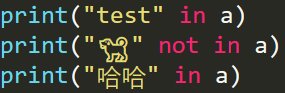 print("test" in a)
print("🐕" not in a)
print("哈哈" in a)